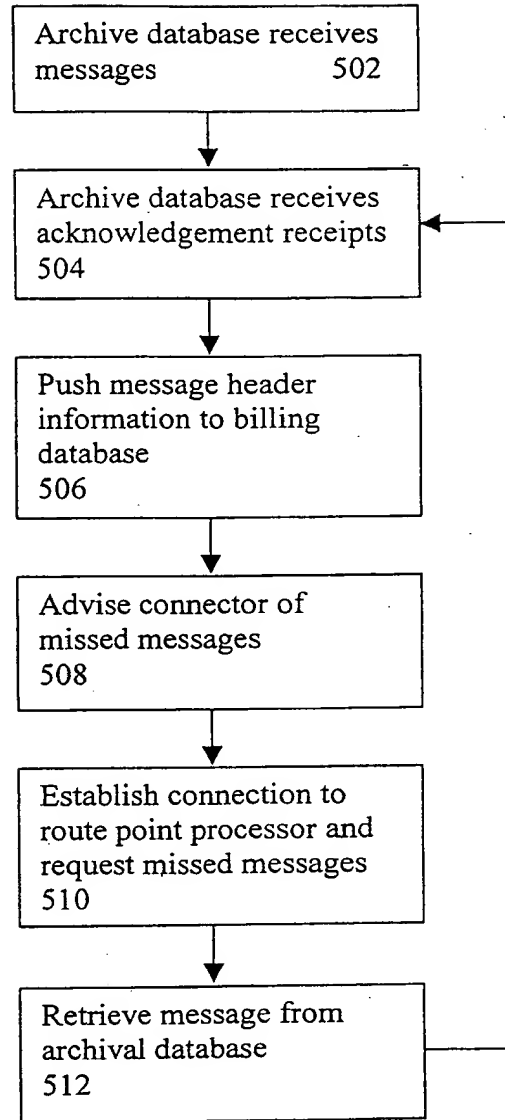 Archive database receives
messages 502
Archive database receives
acknowledgement receipts
504
Push message header
information to billing
database
506
Advise connector of
missed messages
508
Establish connection to
route point processor and
request missed messages
510
Retrieve message from
archival database
512